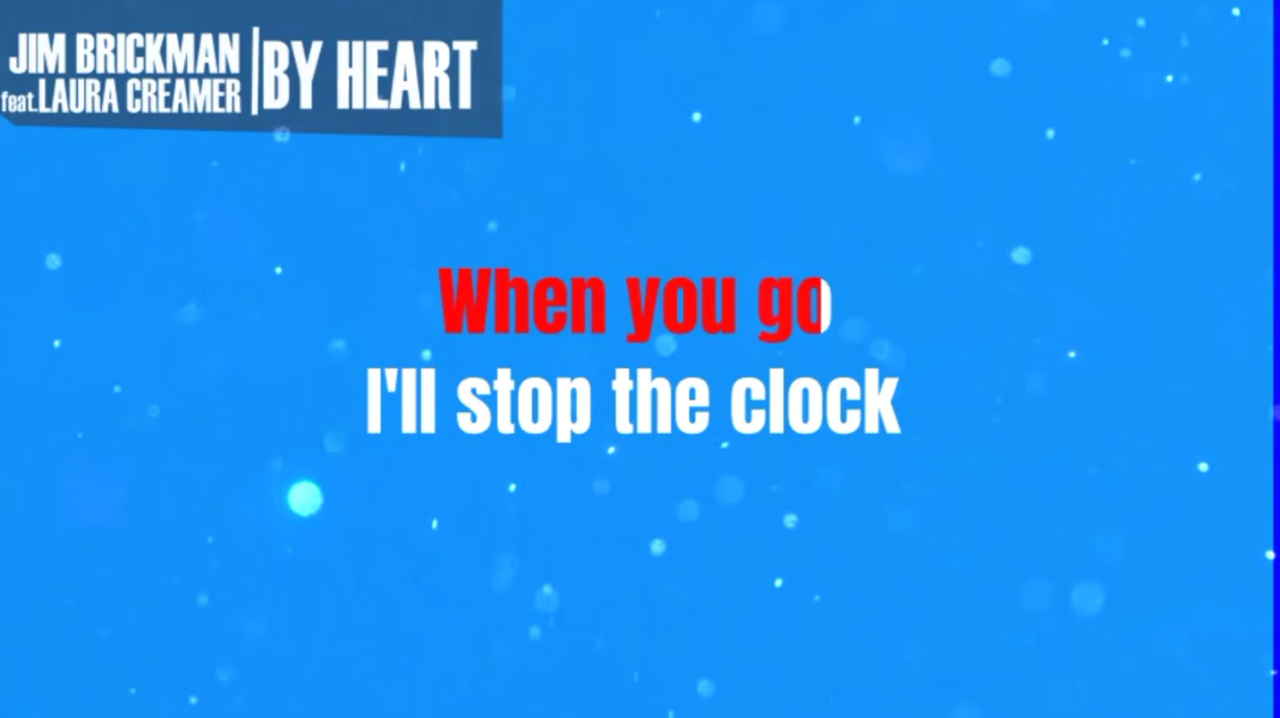 JIM BRICKMAN
feat.LAURA CREAMER
BY HEART
When you go
I'll stop the clock